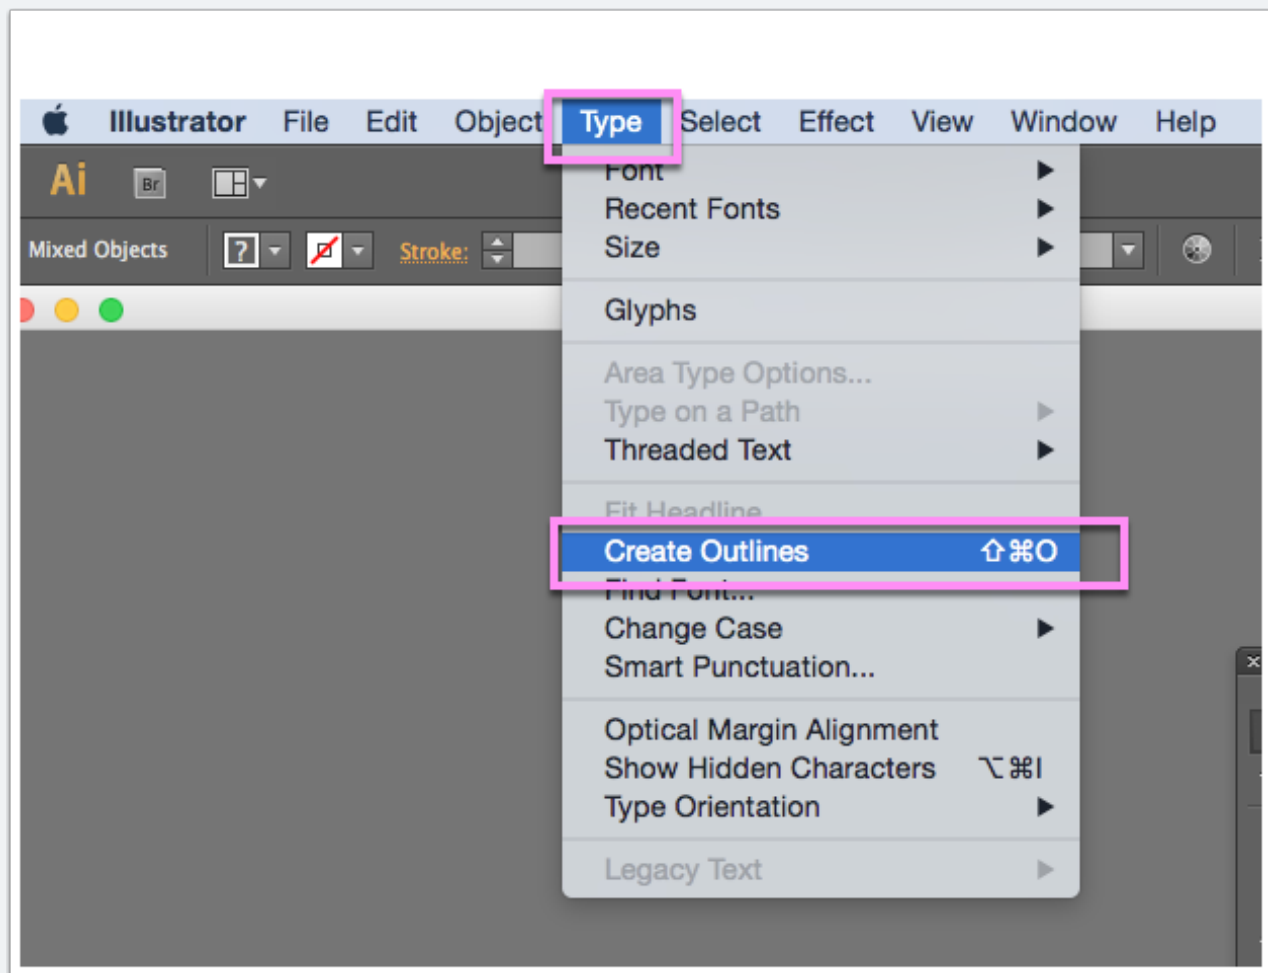 Illustrator File Edit Object Type Select Effect View Window Help
Ai Br
Font
Recent Fonts
Size
Mixed Objects ? Stroke:
Glyphs
Area Type Options...
Type on a Path
Threaded Text
Fit Headline
Create Outlines ⇧⌘O
Find Font...
Change Case
Smart Punctuation...
Optical Margin Alignment
Show Hidden Characters ⌥⌘I
Type Orientation
Legacy Text